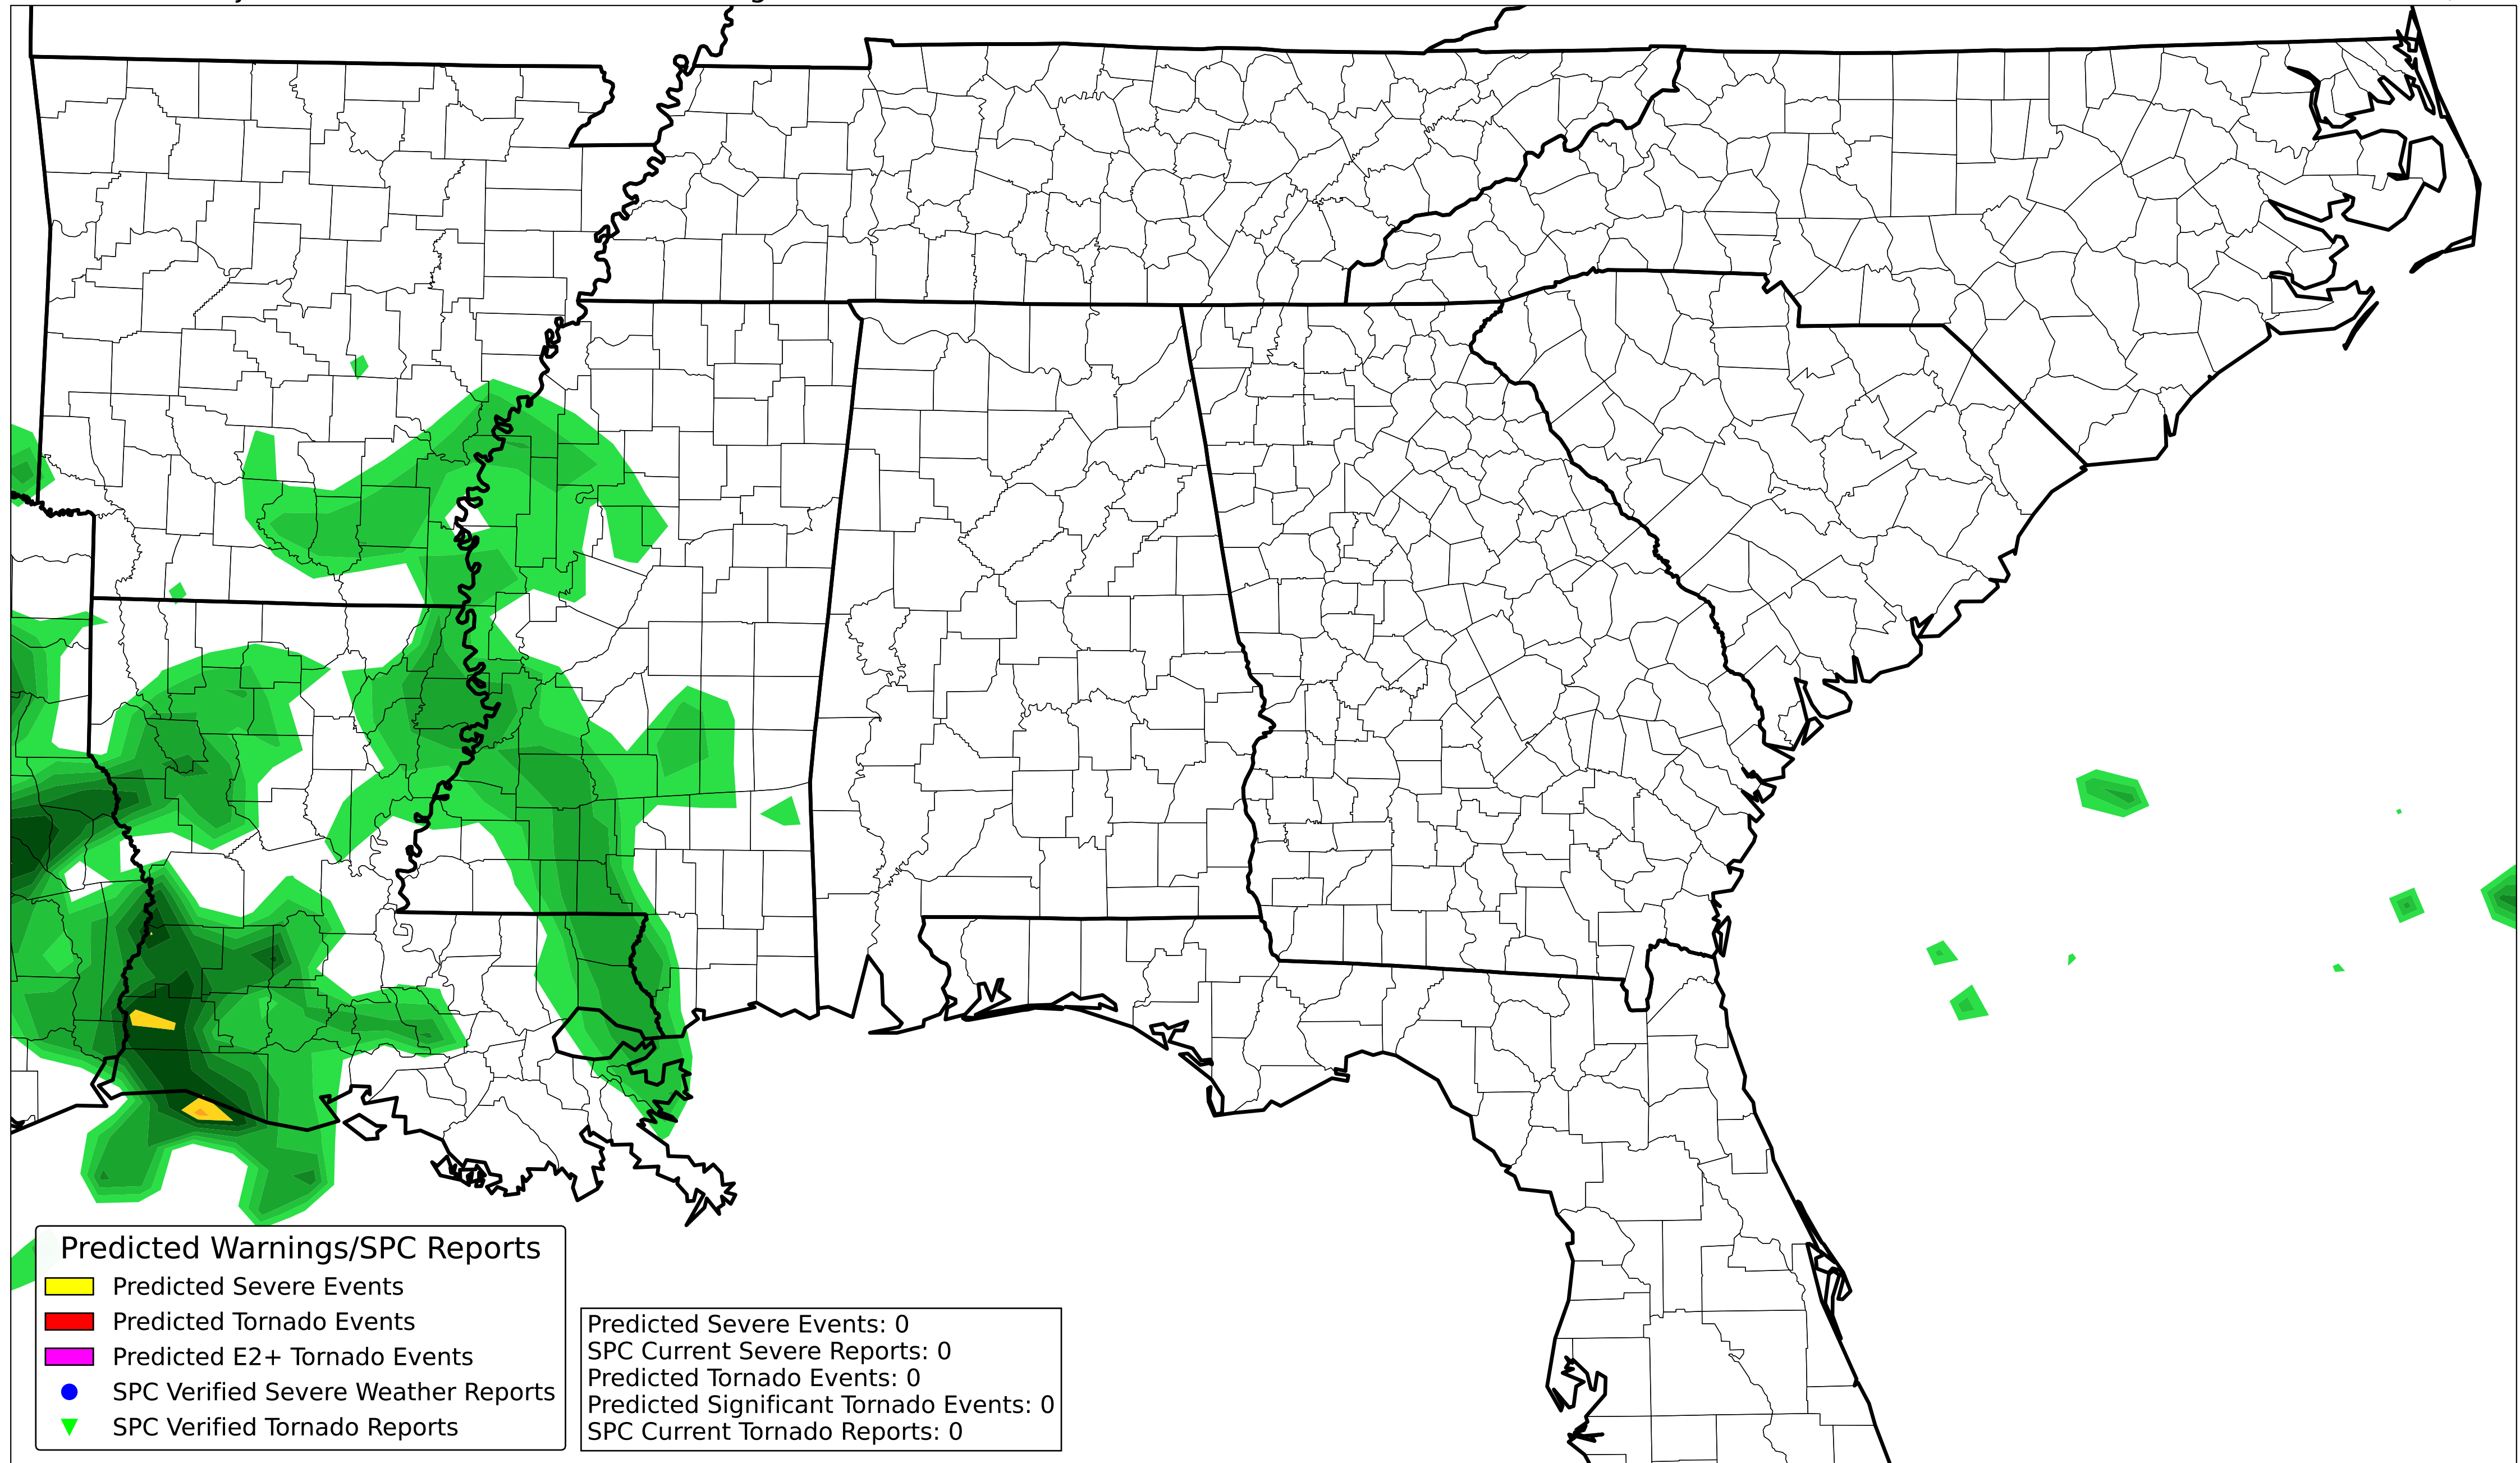 Predicted Warnings/SPC Reports
Predicted Severe Events
Predicted Tornado Events
Predicted E2+ Tornado Events
SPC Verified Severe Weather Reports
SPC Verified Tornado Reports
Predicted Severe Events: 0
SPC Current Severe Reports: 0
Predicted Tornado Events: 0
Predicted Significant Tornado Events: 0
SPC Current Tornado Reports: 0